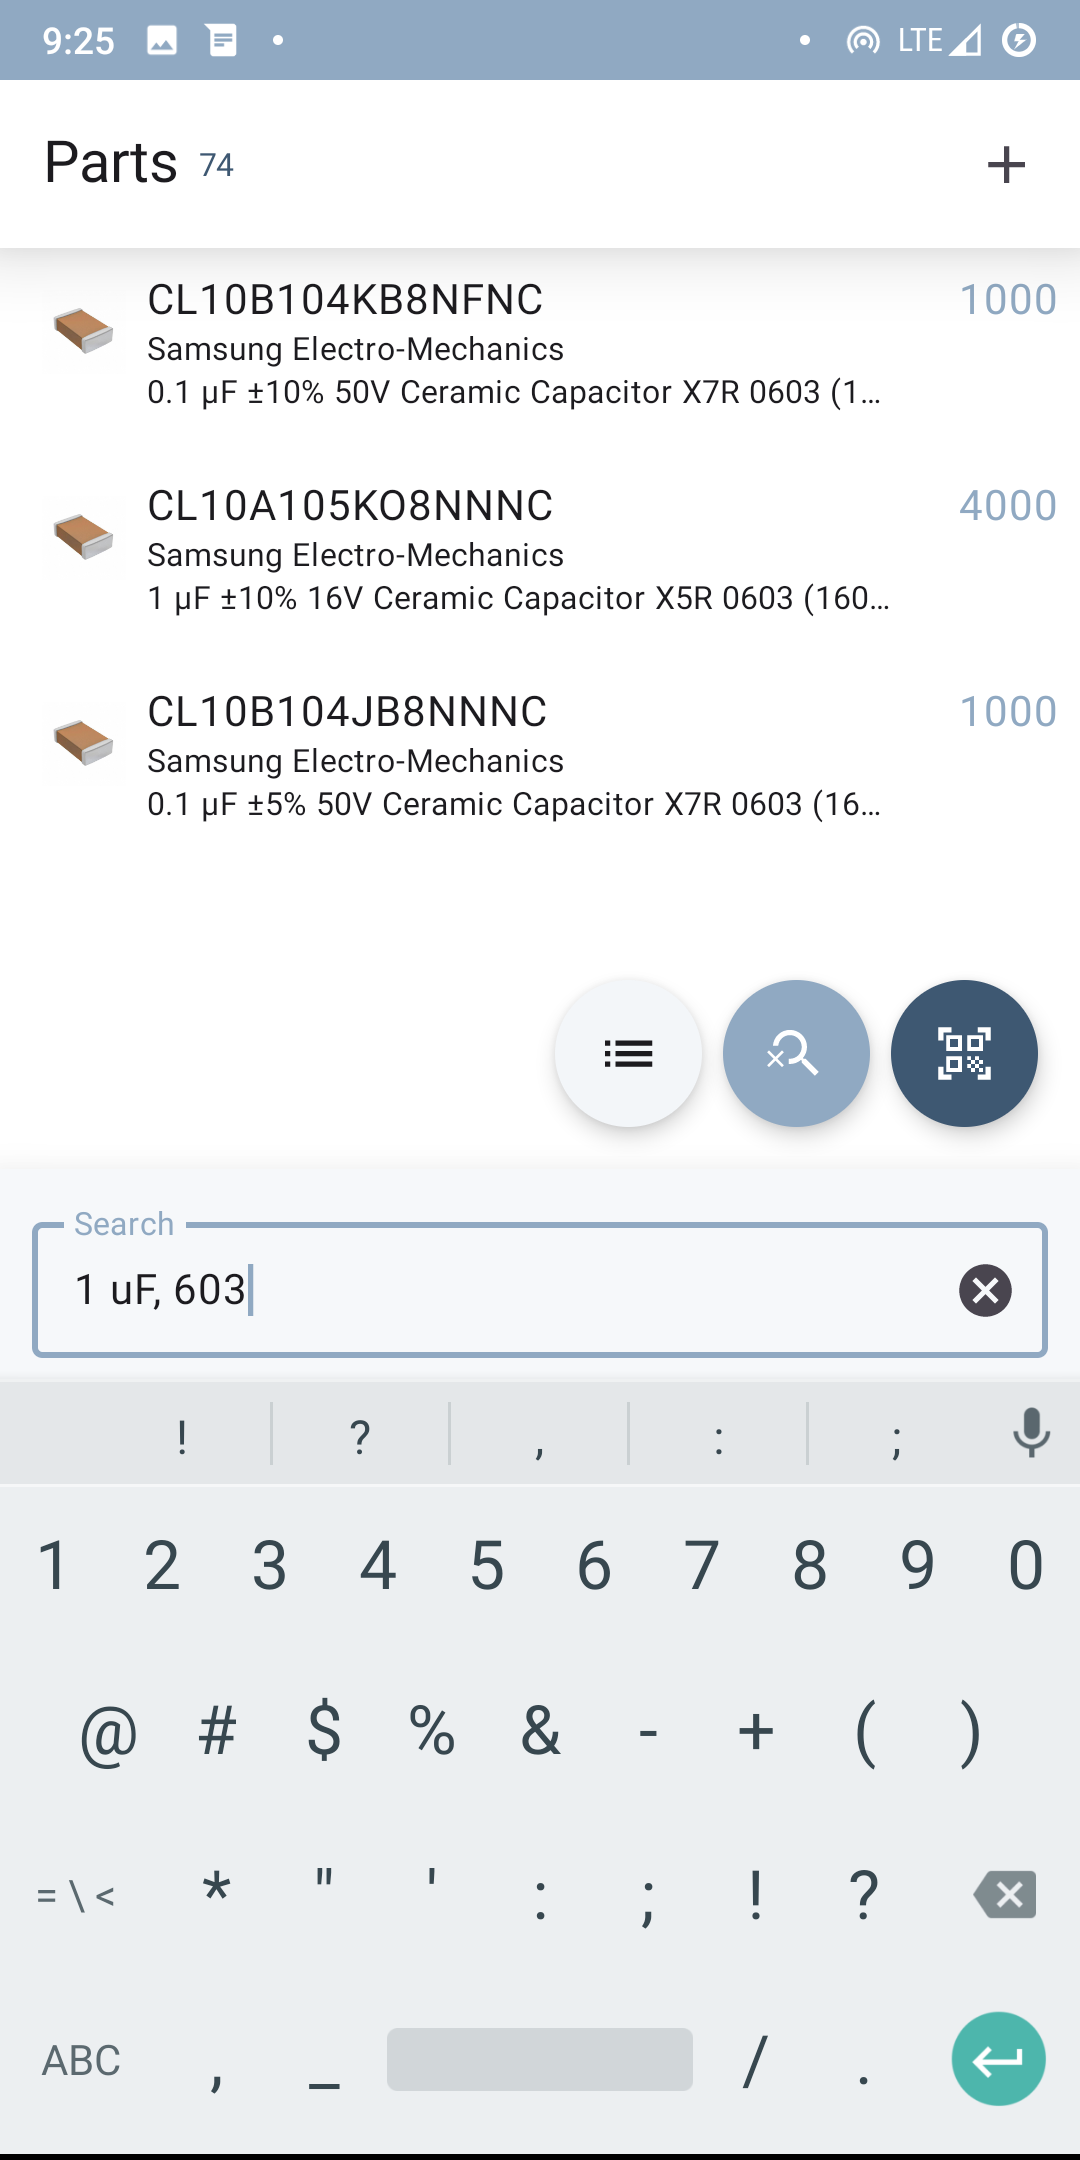 9:25 LTE
Parts 74 +
CL10B104KB8NFNC 1000
Samsung Electro-Mechanics
0.1 µF ±10% 50V Ceramic Capacitor X7R 0603 (1…
CL10A105KO8NNNC 4000
Samsung Electro-Mechanics
1 µF ±10% 16V Ceramic Capacitor X5R 0603 (160…
CL10B104JB8NNNC 1000
Samsung Electro-Mechanics
0.1 µF ±5% 50V Ceramic Capacitor X7R 0603 (16…
Search
1 uF, 603
! ? , : ;
1 2 3 4 5 6 7 8 9 0
@ # $ % & - + ( )
= \ < * " ' : ; ! ?
ABC , _ / .